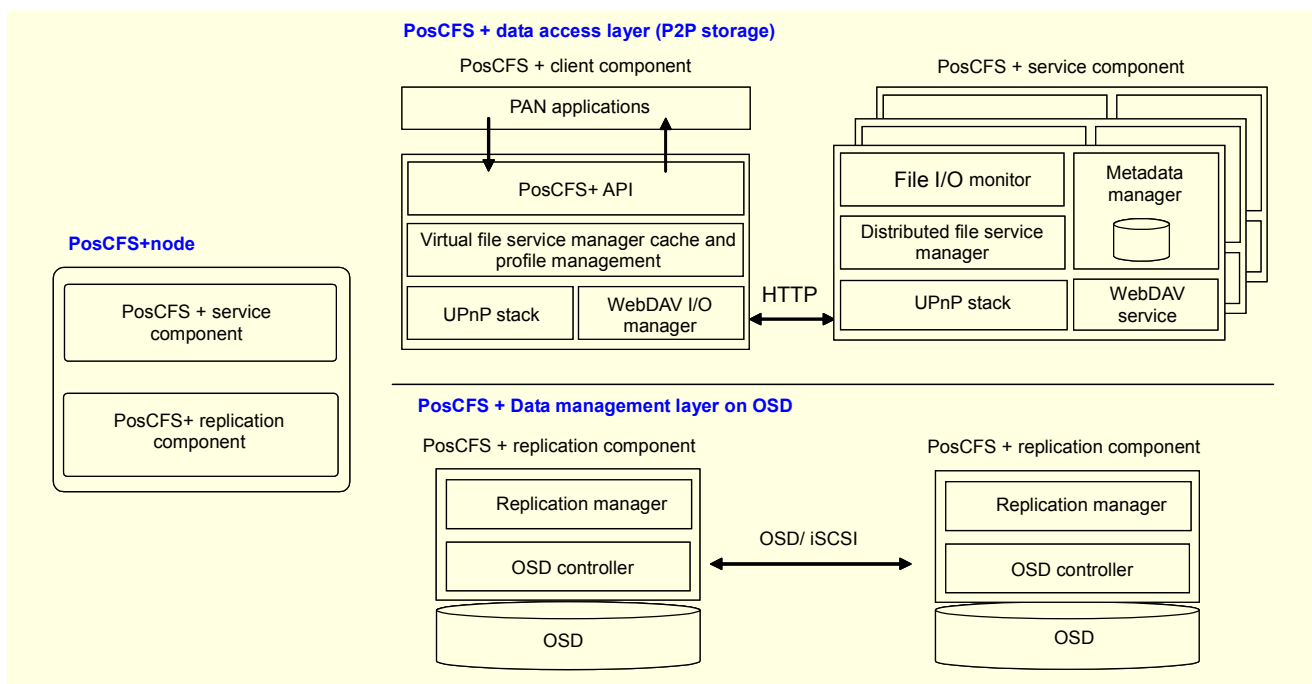 PosCFS + data access layer (P2P storage)
PosCFS + client component
PAN applications
PosCFS+ API
Virtual file service manager cache and
profile management
UPnP stack
WebDAV I/O
manager
HTTP
PosCFS + service component
File I/O monitor
Metadata
manager
Distributed file service
manager
UPnP stack
WebDAV
service
PosCFS+node
PosCFS + service
component
PosCFS+ replication
component
PosCFS + Data management layer on OSD
PosCFS + replication component
Replication manager
OSD controller
OSD
OSD/ iSCSI
PosCFS + replication component
Replication manager
OSD controller
OSD